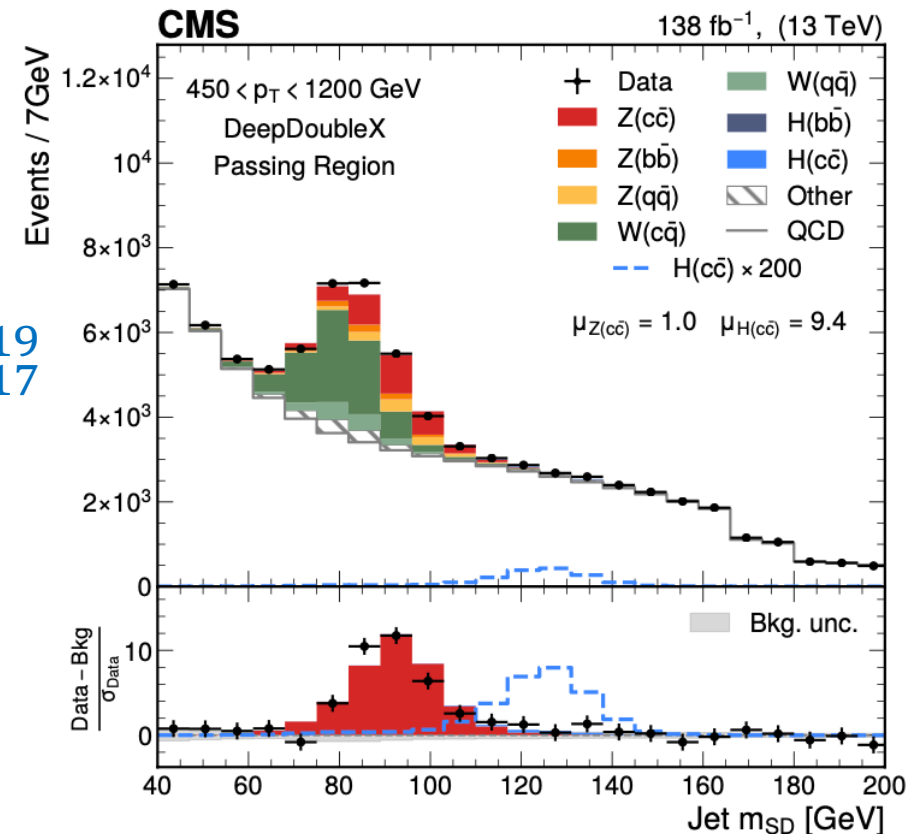 CMS 138 fb⁻¹, (13 TeV)
Events / 7GeV
1.2×10⁴
10⁴
8×10³
6×10³
4×10³
2×10³
0
19
17
450 < p_T < 1200 GeV
DeepDoubleX
Passing Region
Data
Z(cc̄)
Z(bb̄)
Z(qq̄)
W(cq̄)
W(qq̄)
H(bb̄)
H(cc̄)
Other
QCD
H(cc̄) × 200
μ_Z(cc̄) = 1.0 μ_H(cc̄) = 9.4
Data − Bkg
σ_Data
10
0
Bkg. unc.
40 60 80 100 120 140 160 180 200
Jet m_SD [GeV]